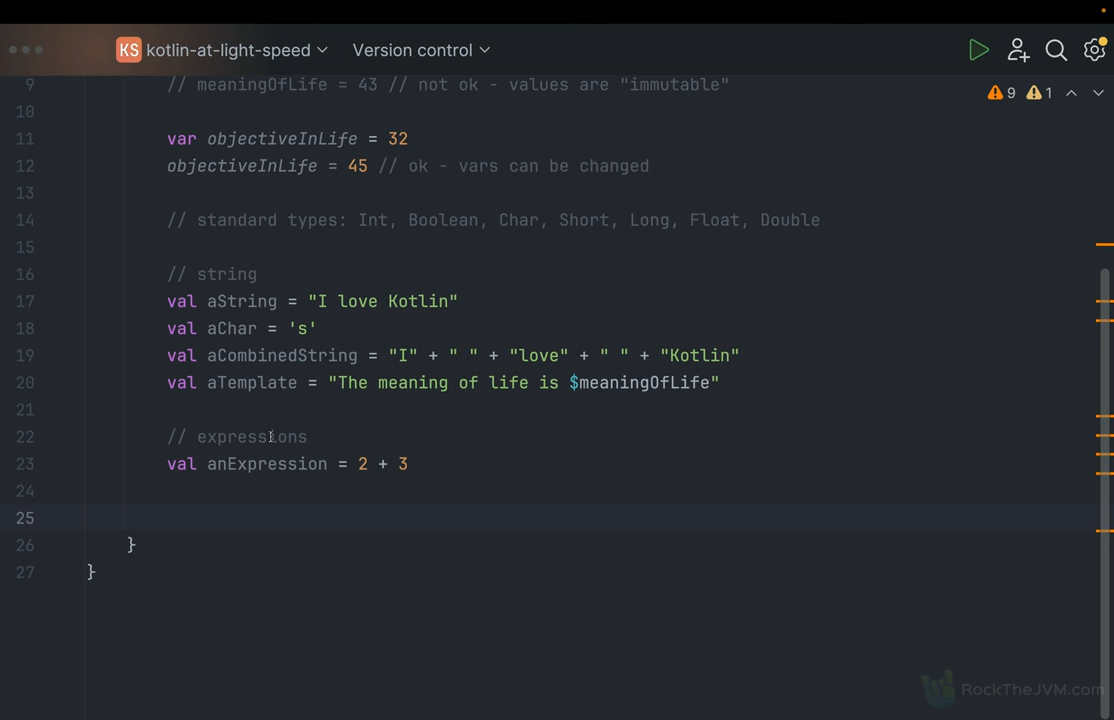 KS kotlin-at-light-speed Version control
9 // meaningOfLife = 43 // not ok - values are "immutable"
9 1
10
11 var objectiveInLife = 32
12 objectiveInLife = 45 // ok - vars can be changed
13
14 // standard types: Int, Boolean, Char, Short, Long, Float, Double
15
16 // string
17 val aString = "I love Kotlin"
18 val aChar = 's'
19 val aCombinedString = "I" + " " + "love" + " " + "Kotlin"
20 val aTemplate = "The meaning of life is $meaningOfLife"
21
22 // expressions
23 val anExpression = 2 + 3
24
25
26 }
27 }
RockTheJVM.com